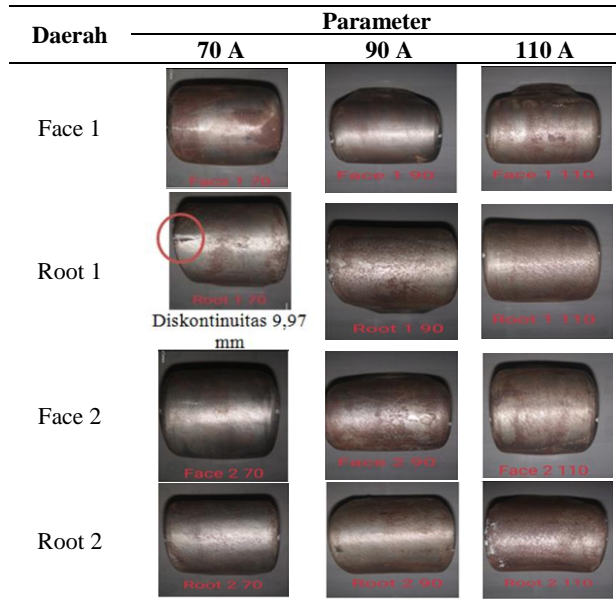 Daerah
Parameter
70 A 90 A 110 A
Face 1
Face 1 70
Face 1 90
Face 1 110
Root 1
Root 1 70
Root 1 90
Root 1 110
Diskontinuitas 9,97
mm
Face 2
Face 2 70
Face 2 90
Face 2 110
Root 2
Root 2 70
Root 2 90
Root 2 110